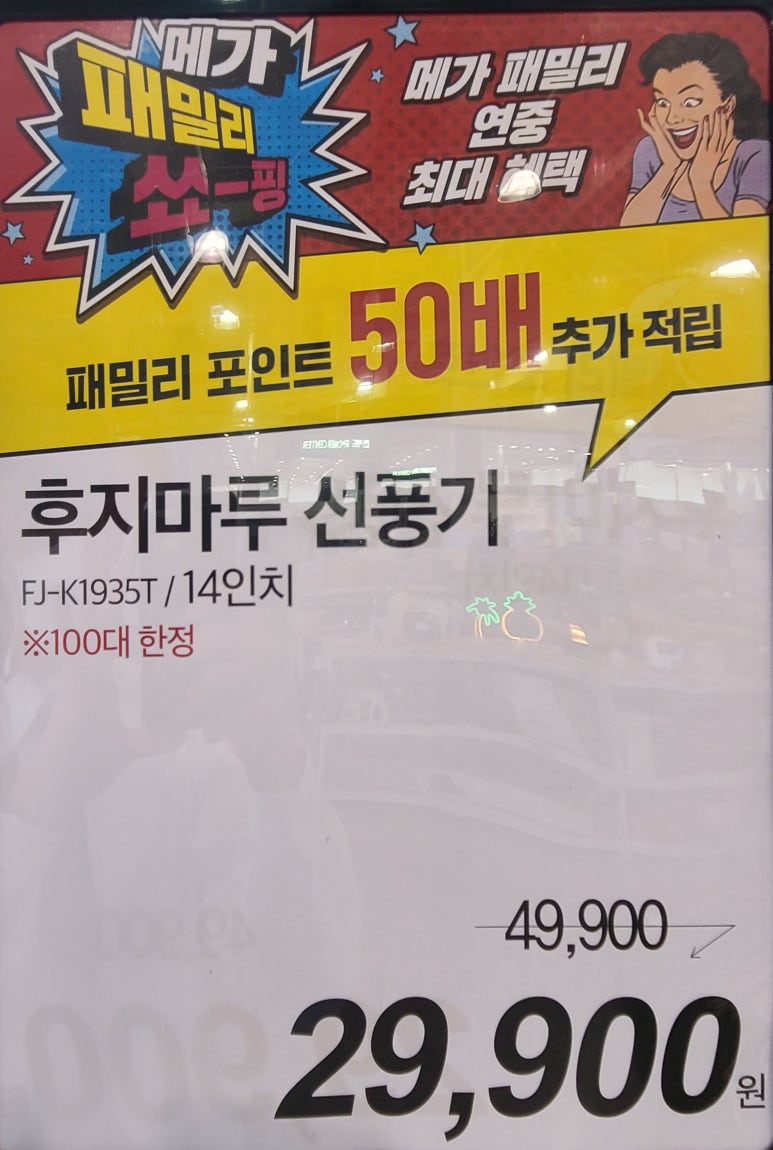 메가
패밀리
쑈-핑
메가 패밀리
연중
최대 혜택
패밀리 포인트 50배 추가 적립
후지마루 선풍기
FJ-K1935T / 14인치
※100대 한정
49,900
29,900원